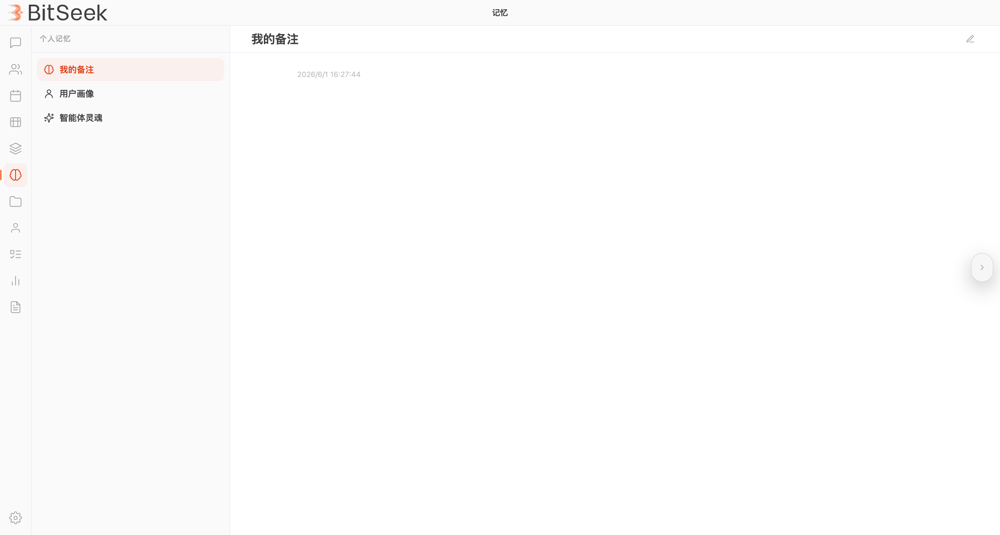 BitSeek
记忆
个人记忆
我的备注
用户画像
智能体灵魂
我的备注
2026/6/1 16:27:44